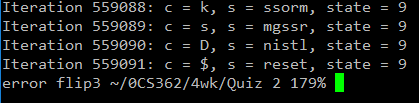 Iteration 559088: c = k, s = ssorm, state = 9
Iteration 559089: c = s, s = mgssr, state = 9
Iteration 559090: c = D, s = nistl, state = 9
Iteration 559091: c = $, s = reset, state = 9
error flip3 ~/0CS362/4wk/Quiz 2 179%